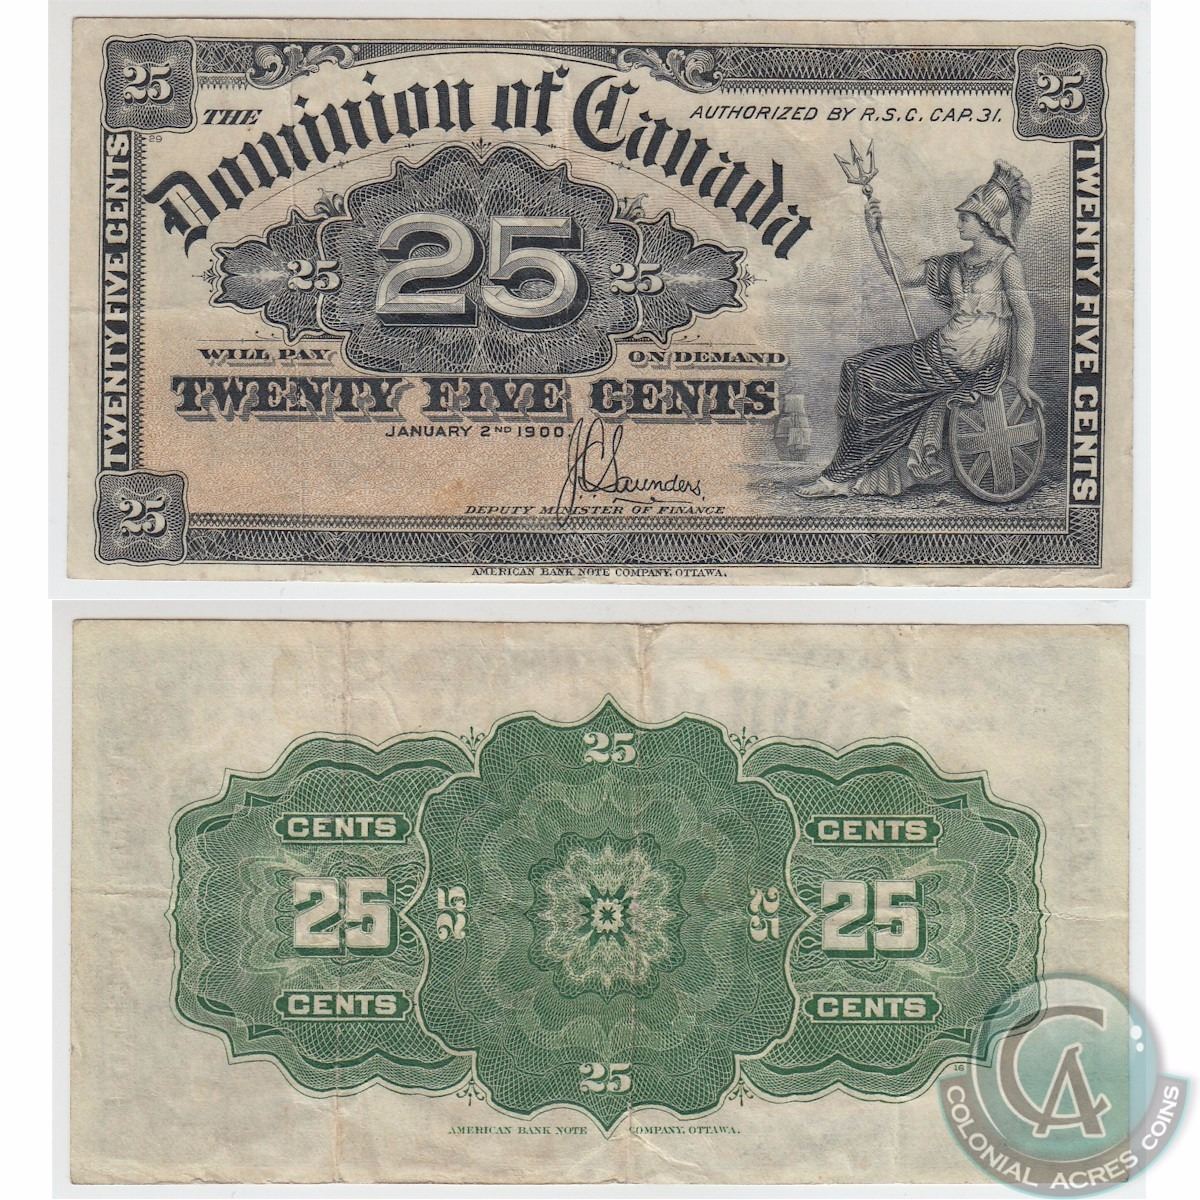 25
25
THE
Dominion of Canada
AUTHORIZED BY R.S.C. CAP. 31.
29
TWENTY FIVE CENTS
25
25
25
TWENTY FIVE CENTS
WILL PAY
ON DEMAND
TWENTY FIVE CENTS
JANUARY 2ND 1900.
J C Saunders.
DEPUTY MINISTER OF FINANCE
25
AMERICAN BANK NOTE COMPANY, OTTAWA.
25
CENTS
CENTS
25
25
25
25
CENTS
CENTS
25
16
AMERICAN BANK NOTE COMPANY, OTTAWA.
CA
COLONIAL ACRES COINS